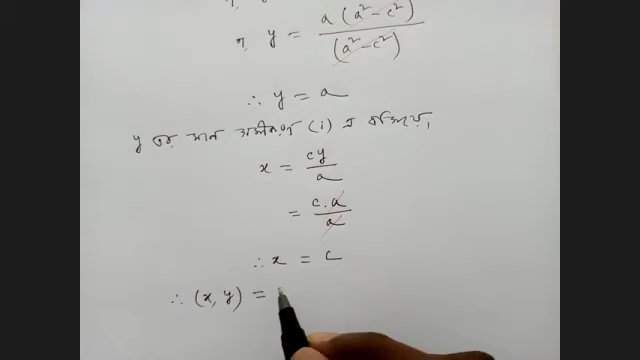 বা, y = a(a² - c²) / (a² - c²)
∴ y = a
y এর মান সমীকরণ (i) এ বসিয়ে,
x = cy/a
= c.a/a
∴ x = c
∴ (x, y) =